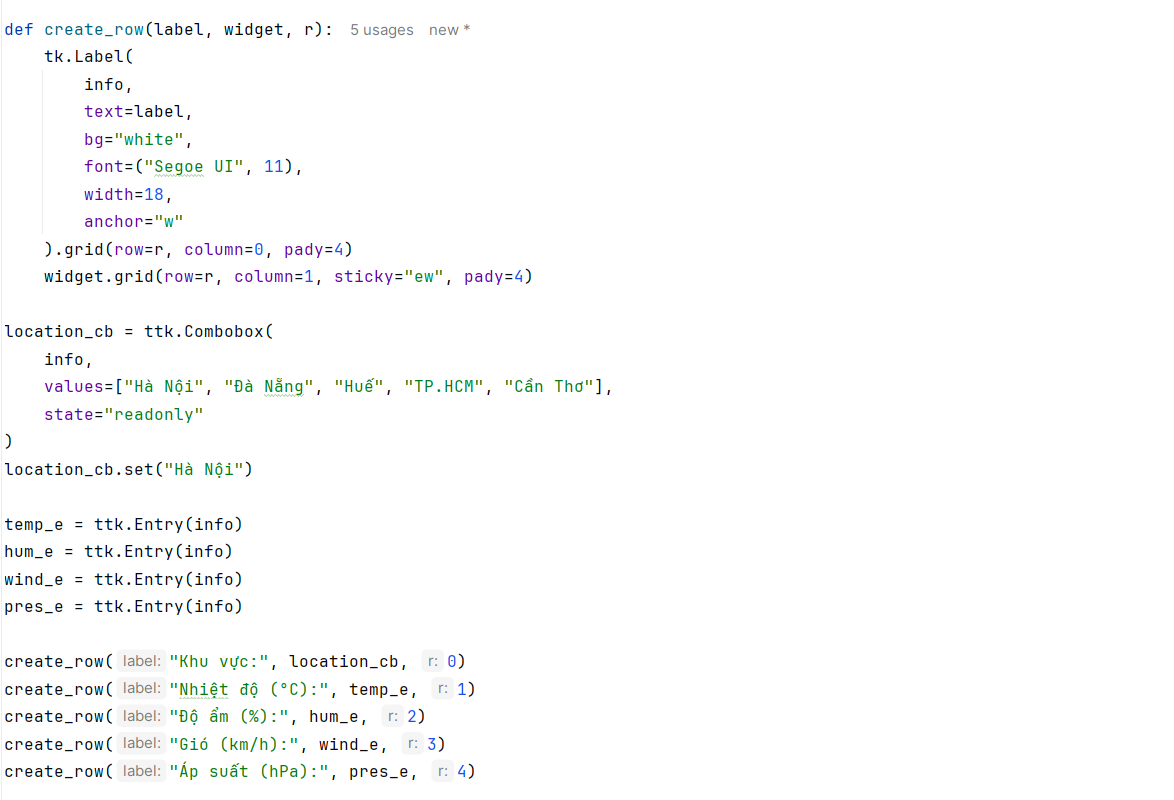 def create_row(label, widget, r):  5 usages  new *
    tk.Label(
        info,
        text=label,
        bg="white",
        font=("Segoe UI", 11),
        width=18,
        anchor="w"
    ).grid(row=r, column=0, pady=4)
    widget.grid(row=r, column=1, sticky="ew", pady=4)

location_cb = ttk.Combobox(
    info,
    values=["Hà Nội", "Đà Nẵng", "Huế", "TP.HCM", "Cần Thơ"],
    state="readonly"
)
location_cb.set("Hà Nội")

temp_e = ttk.Entry(info)
hum_e = ttk.Entry(info)
wind_e = ttk.Entry(info)
pres_e = ttk.Entry(info)

create_row( label: "Khu vực:", location_cb,  r: 0)
create_row( label: "Nhiệt độ (°C):", temp_e,  r: 1)
create_row( label: "Độ ẩm (%):", hum_e,  r: 2)
create_row( label: "Gió (km/h):", wind_e,  r: 3)
create_row( label: "Áp suất (hPa):", pres_e,  r: 4)